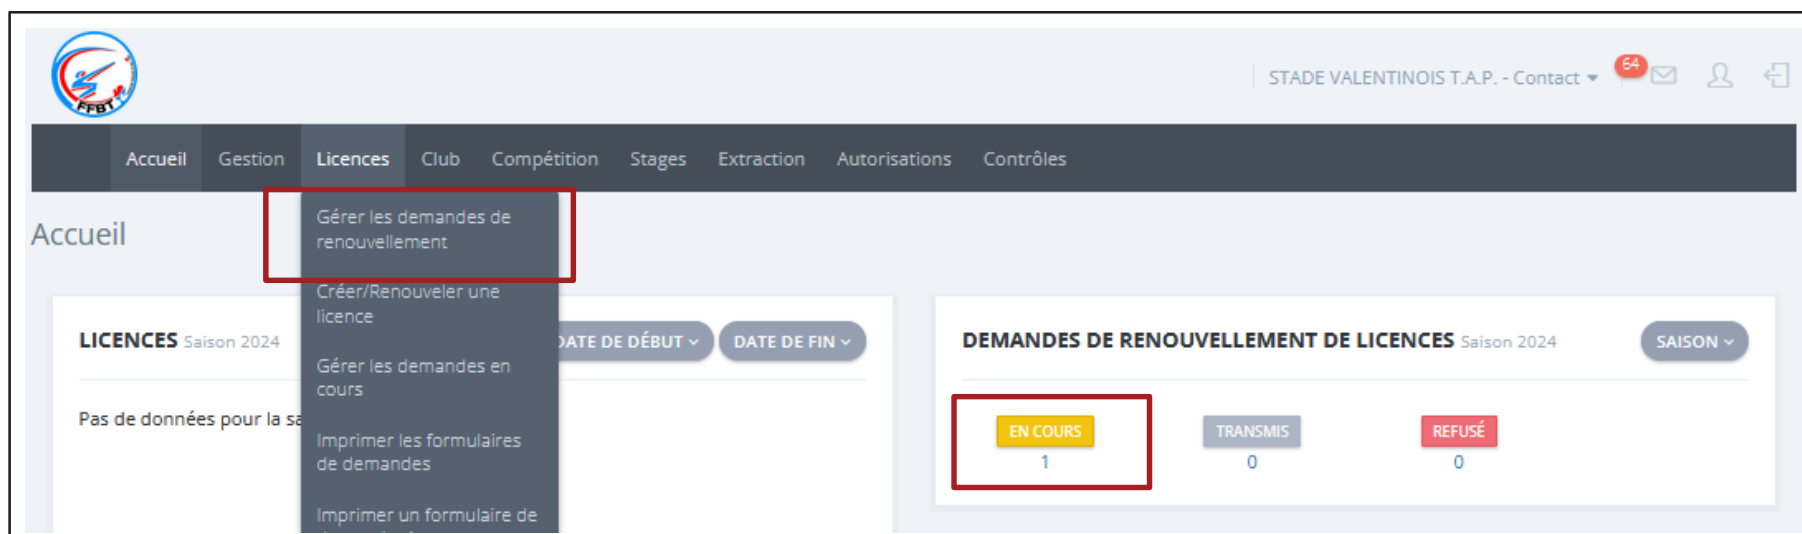 FFBT
STADE VALENTINOIS T.A.P. - Contact
64
Accueil Gestion Licences Club Compétition Stages Extraction Autorisations Contrôles
Accueil
Gérer les demandes de
renouvellement
Créer/Renouveler une
licence
Gérer les demandes en
cours
Imprimer les formulaires
de demandes
Imprimer un formulaire de
LICENCES Saison 2024
DATE DE DÉBUT
DATE DE FIN
Pas de données pour la
DEMANDES DE RENOUVELLEMENT DE LICENCES Saison 2024
SAISON
EN COURS TRANSMIS REFUSÉ
1 0 0